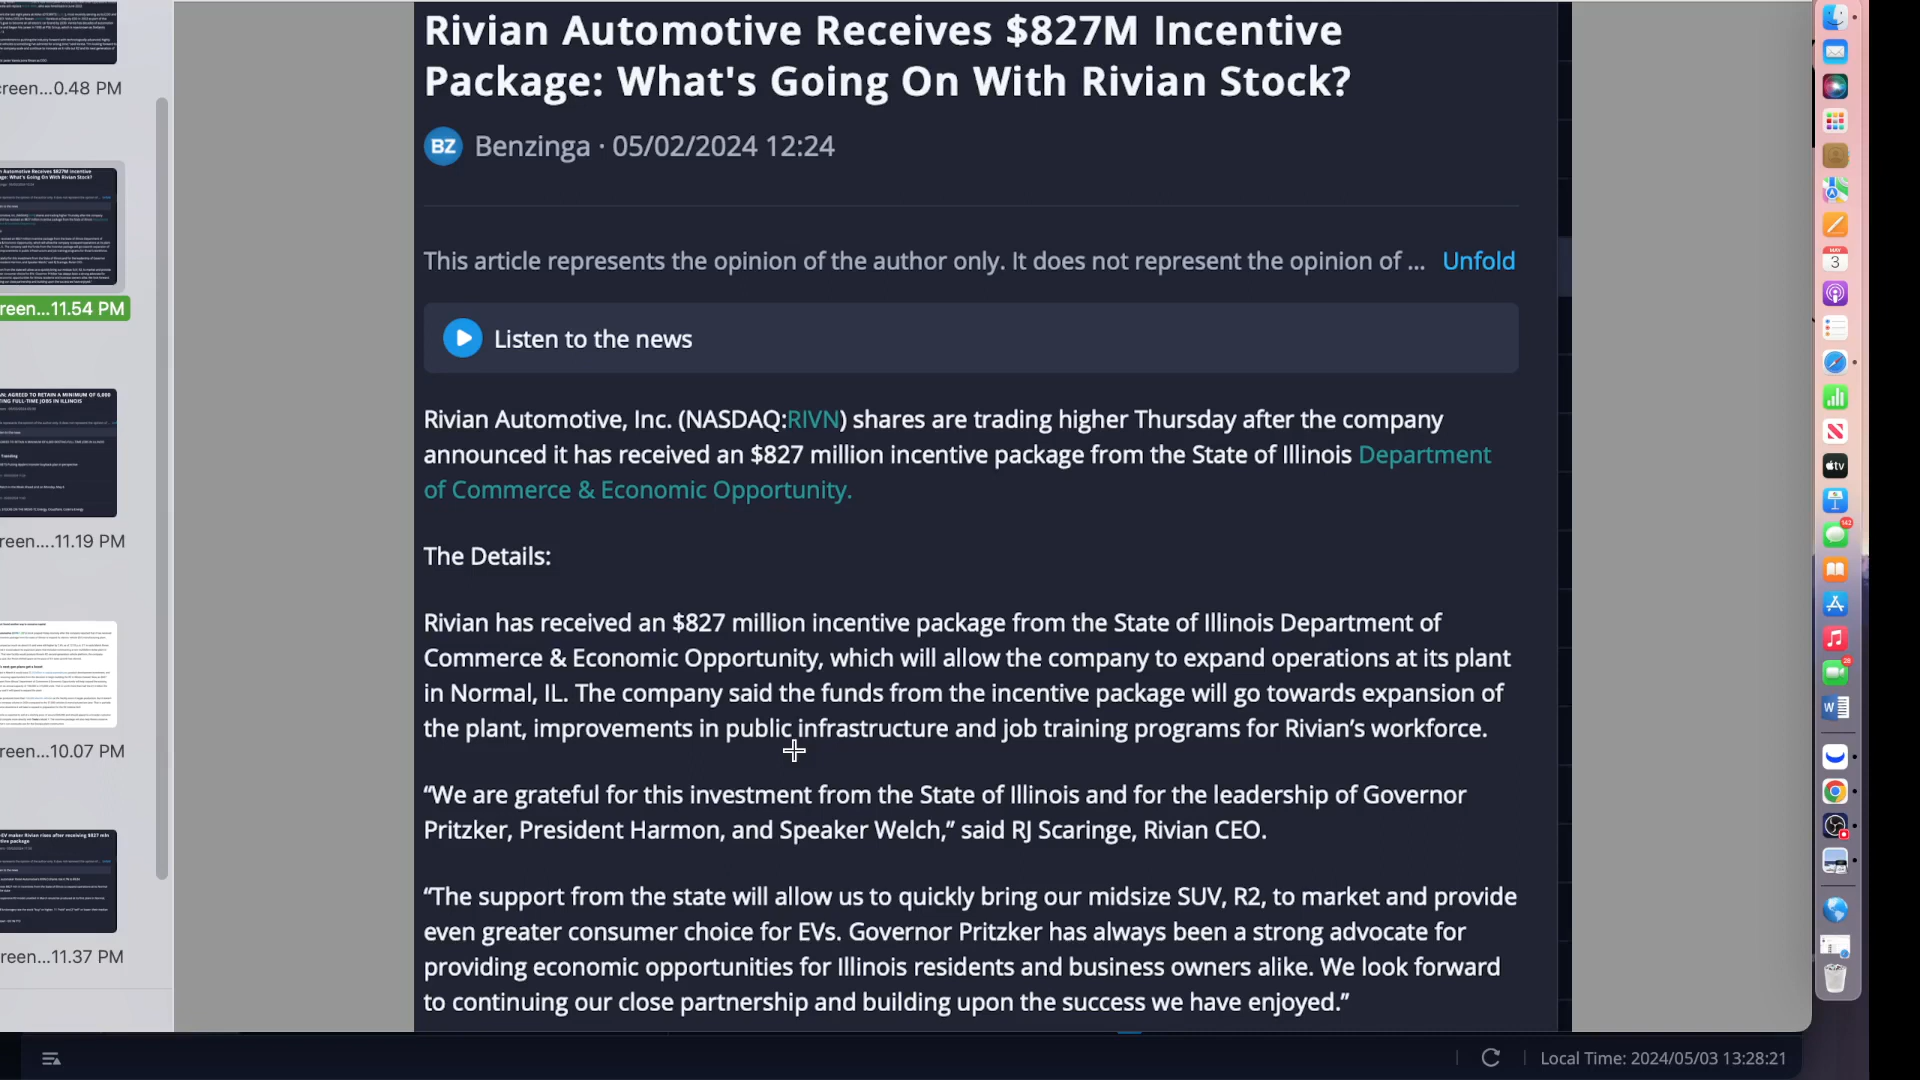 Rivian Automotive Receives $827M Incentive
Package: What's Going On With Rivian Stock?
BZ Benzinga · 05/02/2024 12:24
This article represents the opinion of the author only. It does not represent the opinion of ... Unfold
Listen to the news
Rivian Automotive, Inc. (NASDAQ:RIVN) shares are trading higher Thursday after the company
announced it has received an $827 million incentive package from the State of Illinois Department
of Commerce & Economic Opportunity.
The Details:
Rivian has received an $827 million incentive package from the State of Illinois Department of
Commerce & Economic Opportunity, which will allow the company to expand operations at its plant
in Normal, IL. The company said the funds from the incentive package will go towards expansion of
the plant, improvements in public infrastructure and job training programs for Rivian’s workforce.
“We are grateful for this investment from the State of Illinois and for the leadership of Governor
Pritzker, President Harmon, and Speaker Welch,” said RJ Scaringe, Rivian CEO.
“The support from the state will allow us to quickly bring our midsize SUV, R2, to market and provide
even greater consumer choice for EVs. Governor Pritzker has always been a strong advocate for
providing economic opportunities for Illinois residents and business owners alike. We look forward
to continuing our close partnership and building upon the success we have enjoyed.”
creen...0.48 PM
reen...11.54 PM
reen....11.19 PM
reen...10.07 PM
reen...11.37 PM
MAY
3
tv
142
28
W
Local Time: 2024/05/03 13:28:21